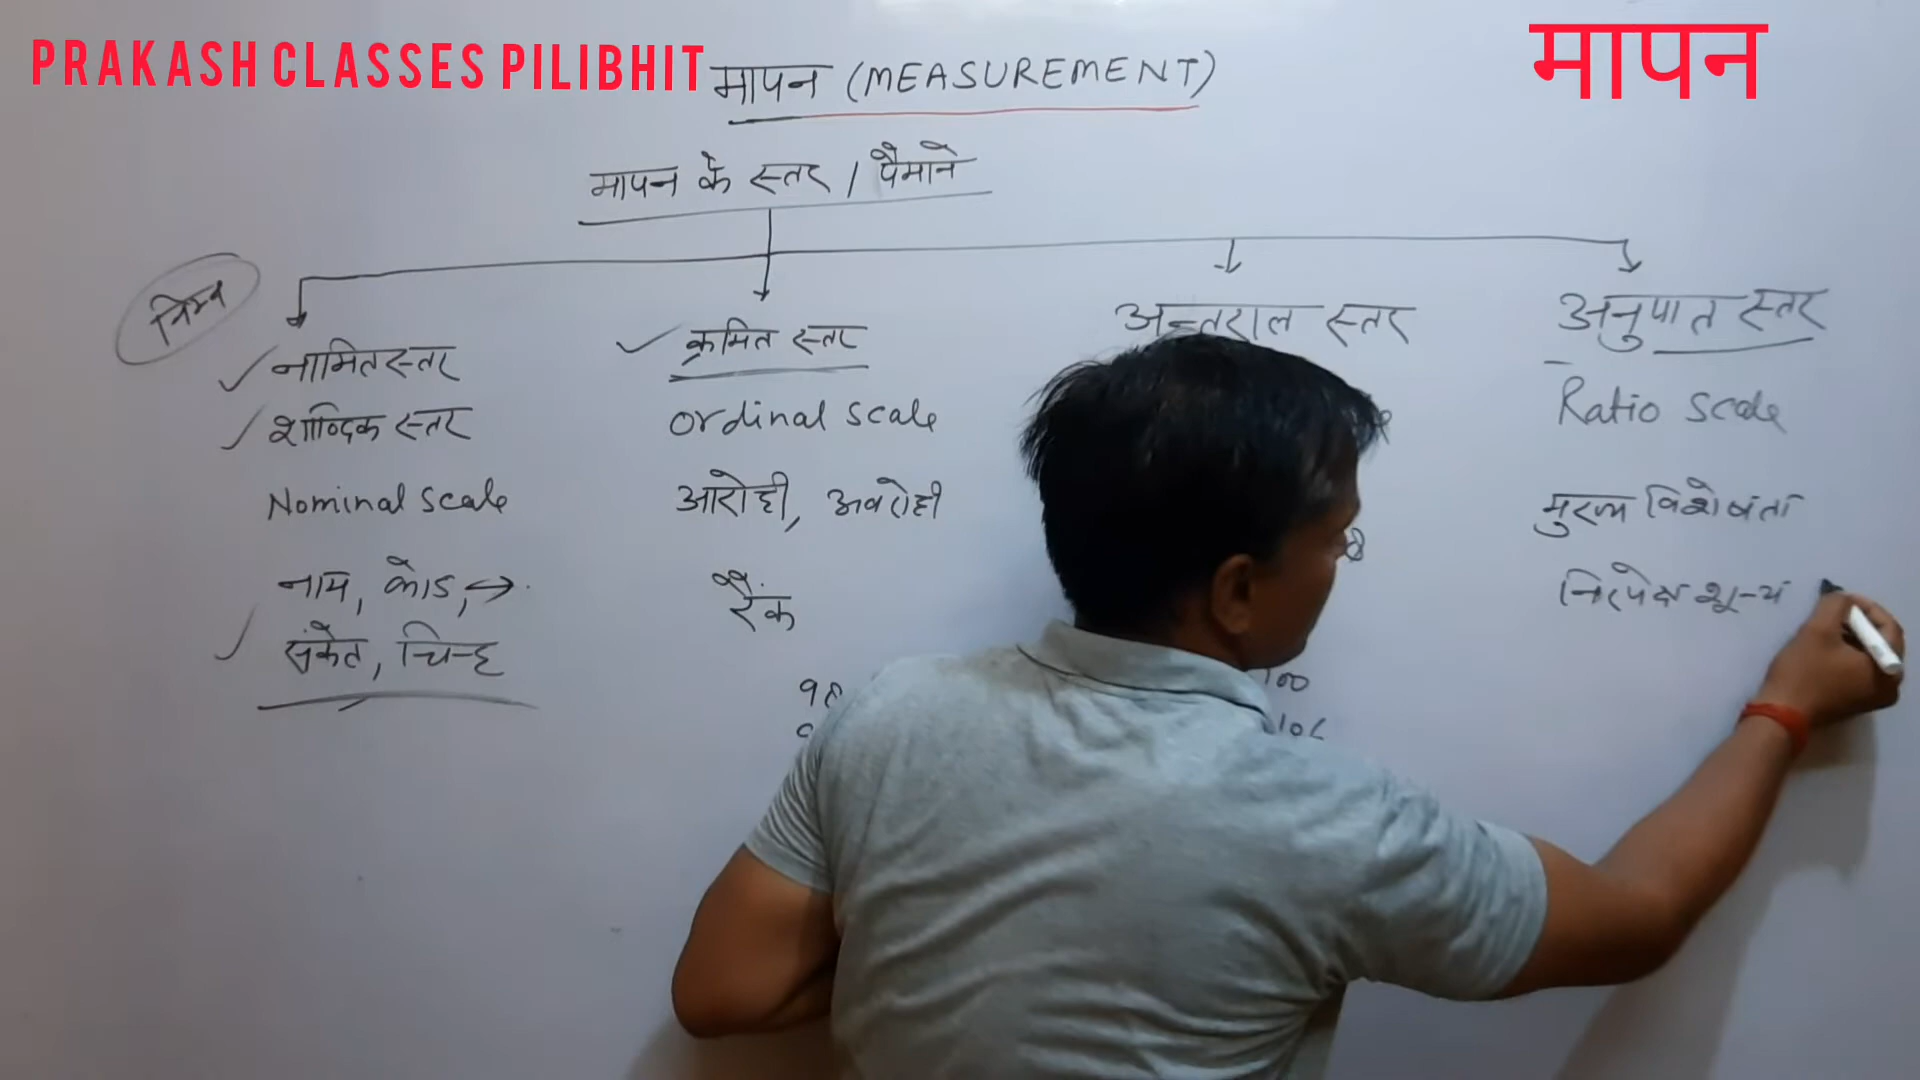 PRAKASH CLASSES PILIBHIT
मापन
मापन (MEASUREMENT)
मापन के स्तर / पैमाने
निम्न
नामित स्तर
शाब्दिक स्तर
Nominal Scale
नाम, कोड, →
संकेत, चिन्ह
क्रमित स्तर
Ordinal Scale
आरोही, अवरोही
रैंक
अन्तराल स्तर
100
अनुपात स्तर
Ratio Scale
मुख्य विशेषता
निरपेक्ष शून्य